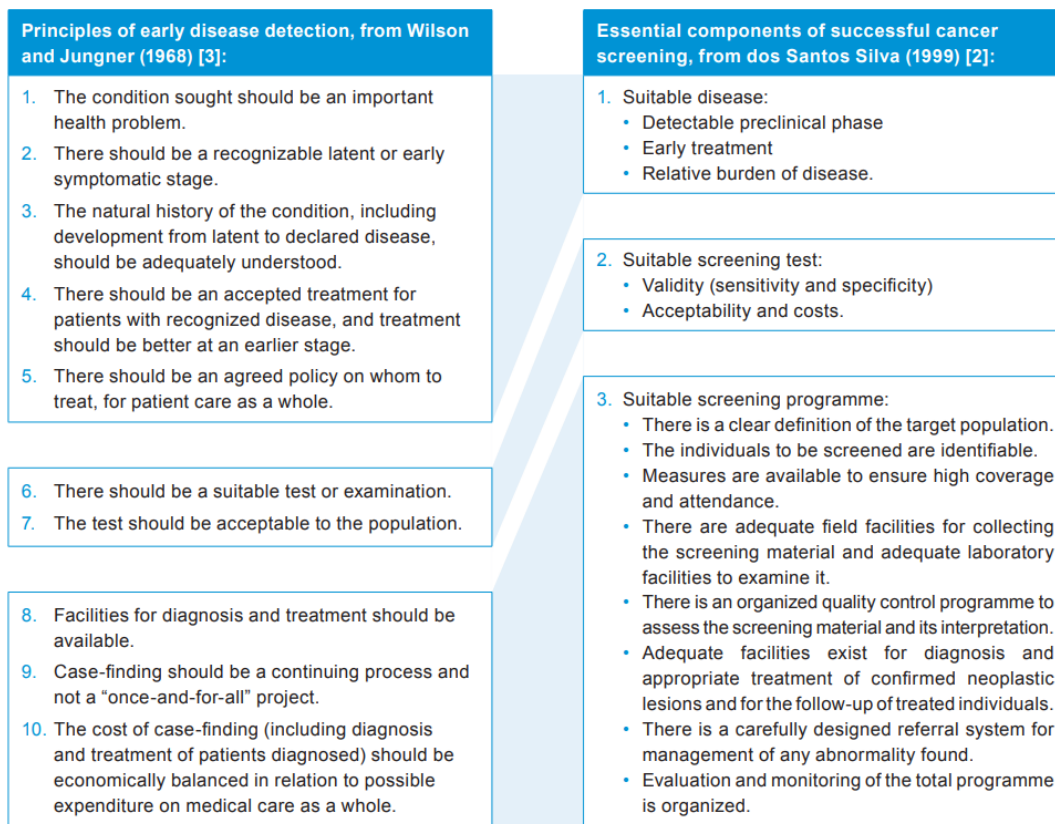 Principles of early disease detection, from Wilson
and Jungner (1968) [3]:
1. The condition sought should be an important
health problem.
2. There should be a recognizable latent or early
symptomatic stage.
3. The natural history of the condition, including
development from latent to declared disease,
should be adequately understood.
4. There should be an accepted treatment for
patients with recognized disease, and treatment
should be better at an earlier stage.
5. There should be an agreed policy on whom to
treat, for patient care as a whole.
6. There should be a suitable test or examination.
7. The test should be acceptable to the population.
8. Facilities for diagnosis and treatment should be
available.
9. Case-finding should be a continuing process and
not a “once-and-for-all” project.
10. The cost of case-finding (including diagnosis
and treatment of patients diagnosed) should be
economically balanced in relation to possible
expenditure on medical care as a whole.
Essential components of successful cancer
screening, from dos Santos Silva (1999) [2]:
1. Suitable disease:
• Detectable preclinical phase
• Early treatment
• Relative burden of disease.
2. Suitable screening test:
• Validity (sensitivity and specificity)
• Acceptability and costs.
3. Suitable screening programme:
• There is a clear definition of the target population.
• The individuals to be screened are identifiable.
• Measures are available to ensure high coverage
and attendance.
• There are adequate field facilities for collecting
the screening material and adequate laboratory
facilities to examine it.
• There is an organized quality control programme to
assess the screening material and its interpretation.
• Adequate facilities exist for diagnosis and
appropriate treatment of confirmed neoplastic
lesions and for the follow-up of treated individuals.
• There is a carefully designed referral system for
management of any abnormality found.
• Evaluation and monitoring of the total programme
is organized.